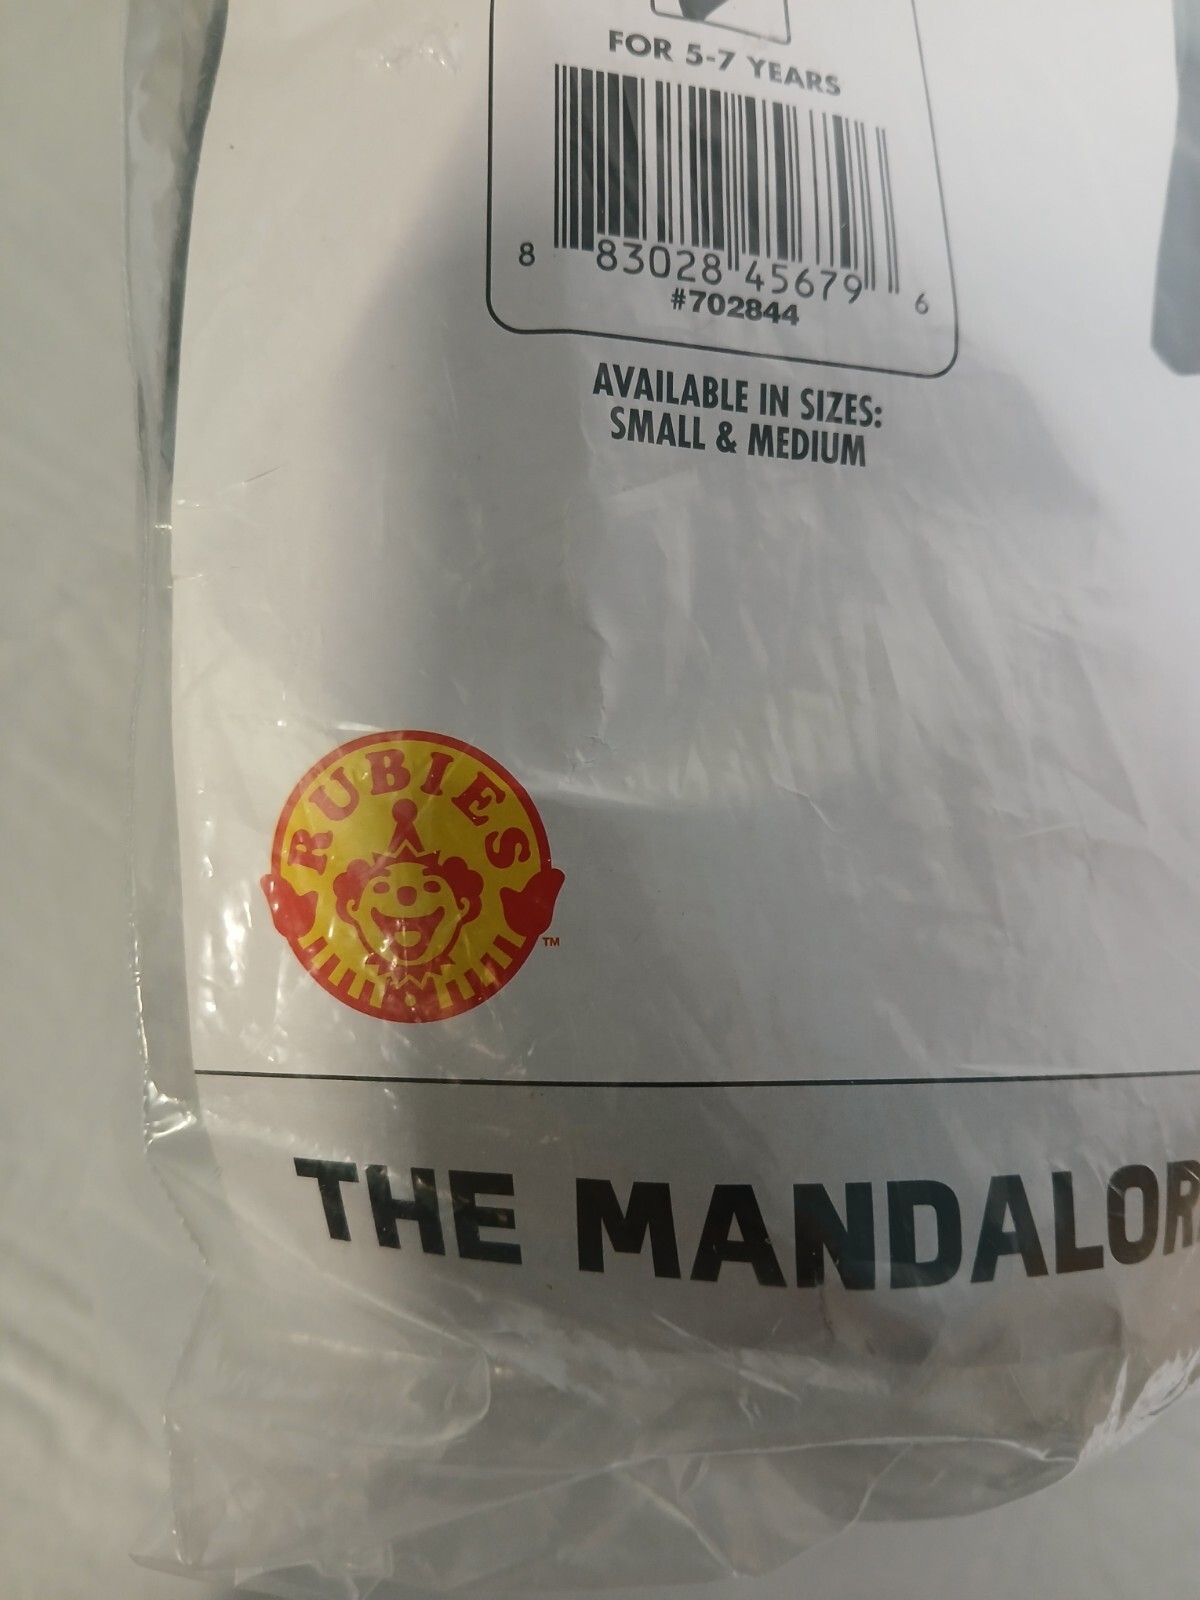 FOR 5-7 YEARS
8 83028 45679 6
#702844
AVAILABLE IN SIZES:
SMALL & MEDIUM
RUBIES
TM
THE MANDALOR